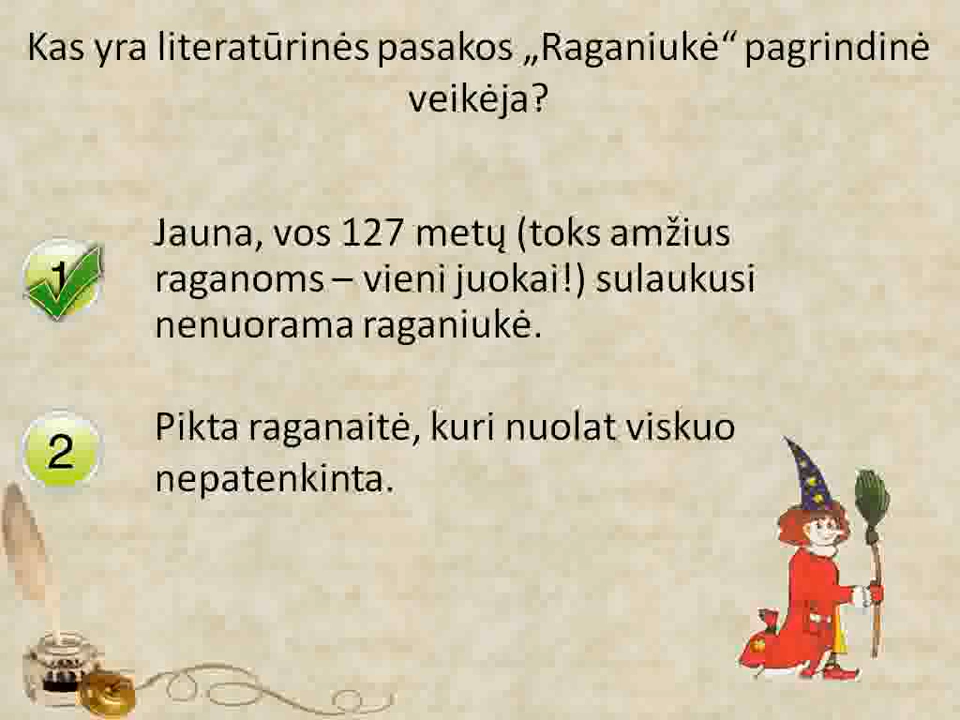 Kas yra literatūrinės pasakos „Raganiukė“ pagrindinė
veikėja?
1
Jauna, vos 127 metų (toks amžius
raganoms – vieni juokai!) sulaukusi
nenuorama raganiukė.
2
Pikta raganaitė, kuri nuolat viskuo
nepatenkinta.